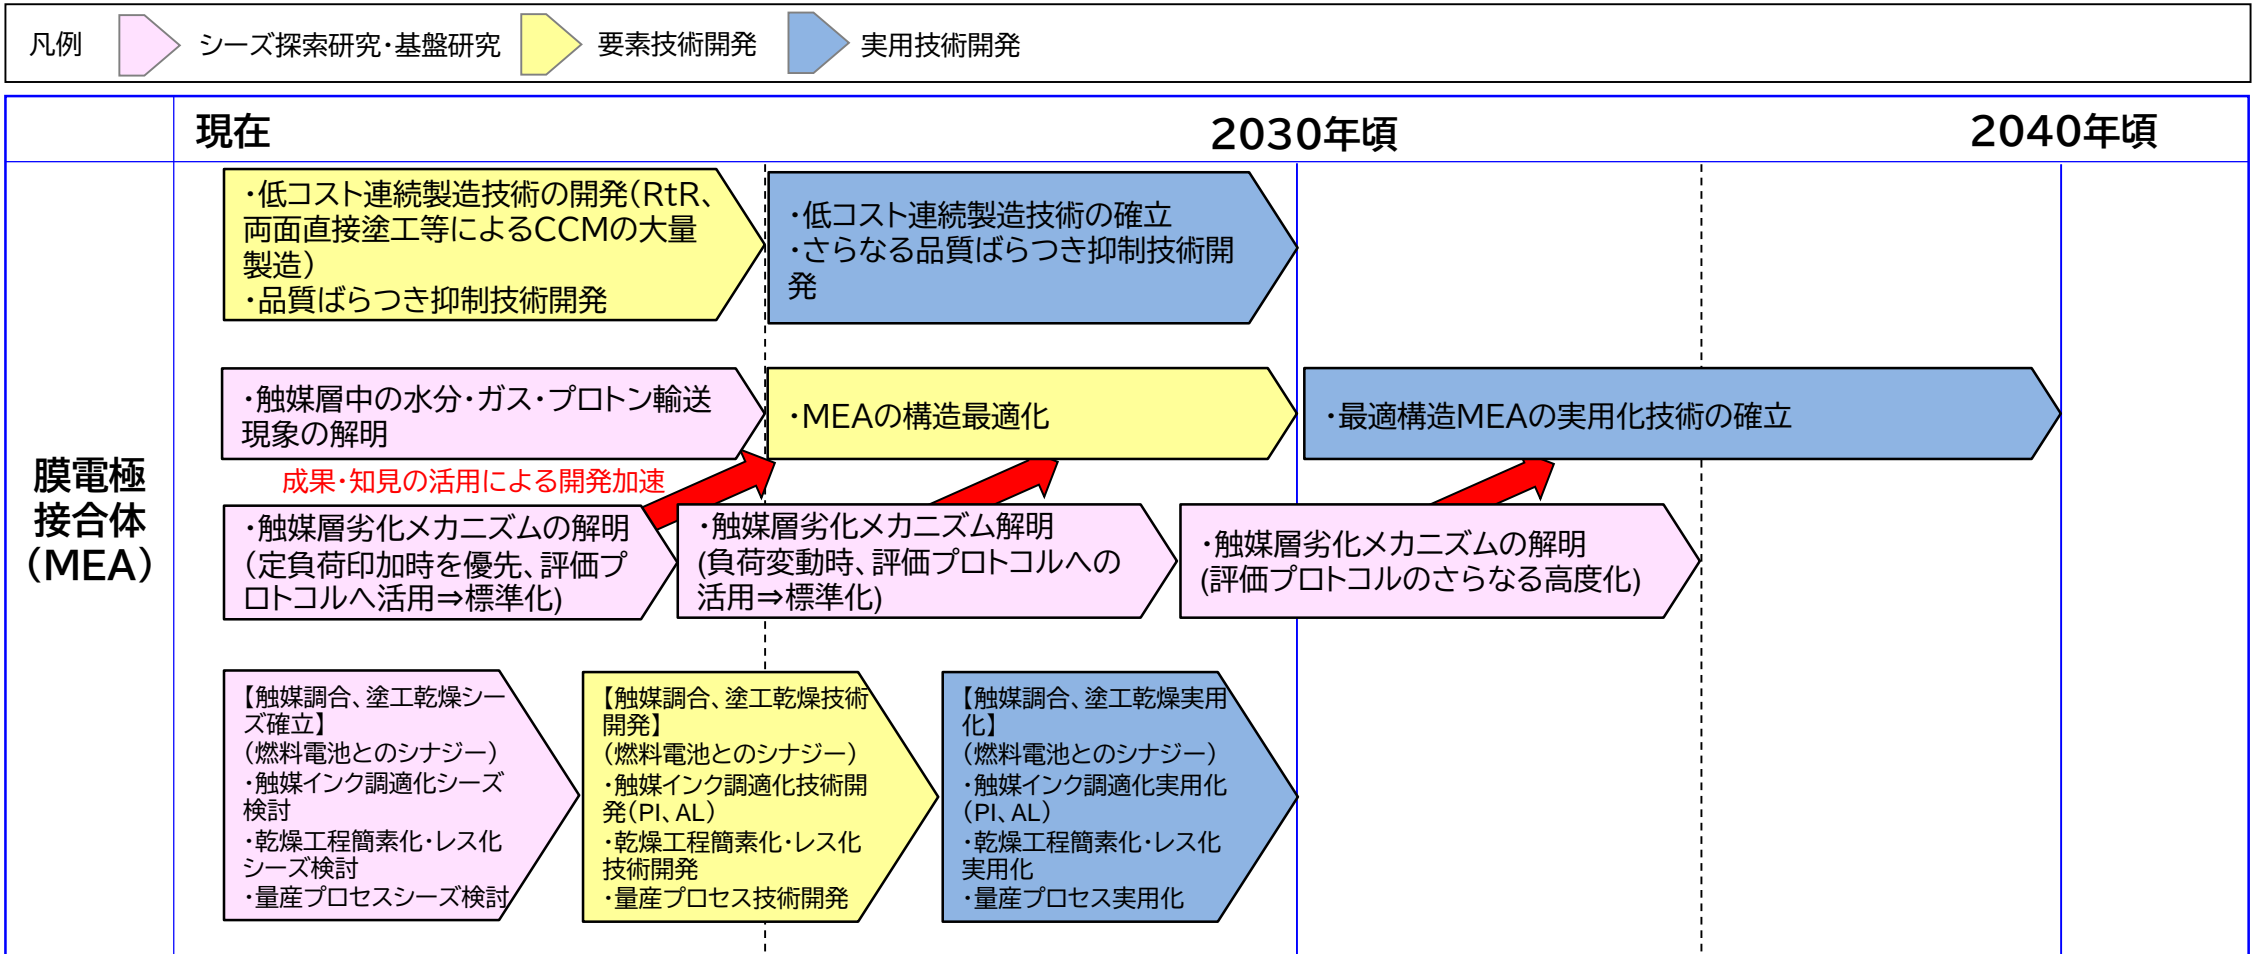 凡例
シーズ探索研究・基盤研究
要素技術開発
実用技術開発
現在
2030年頃
2040年頃
膜電極
接合体
（MEA）
・低コスト連続製造技術の開発（RtR、
両面直接塗工等によるCCMの大量
製造）
・品質ばらつき抑制技術開発
・低コスト連続製造技術の確立
・さらなる品質ばらつき抑制技術開
発
・触媒層中の水分・ガス・プロトン輸送
現象の解明
・MEAの構造最適化
・最適構造MEAの実用化技術の確立
成果・知見の活用による開発加速
・触媒層劣化メカニズムの解明
(定負荷印加時を優先、評価プ
ロトコルへ活用⇒標準化)
・触媒層劣化メカニズム解明
(負荷変動時、評価プロトコルへの
活用⇒標準化)
・触媒層劣化メカニズムの解明
(評価プロトコルのさらなる高度化)
【触媒調合、塗工乾燥シー
ズ確立】
（燃料電池とのシナジー）
・触媒インク調適化シーズ
検討
・乾燥工程簡素化・レス化
シーズ検討
・量産プロセスシーズ検討
【触媒調合、塗工乾燥技術
開発】
（燃料電池とのシナジー）
・触媒インク調適化技術開
発（PI、AL）
・乾燥工程簡素化・レス化
技術開発
・量産プロセス技術開発
【触媒調合、塗工乾燥実用
化】
（燃料電池とのシナジー）
・触媒インク調適化実用化
（PI、AL）
・乾燥工程簡素化・レス化
実用化
・量産プロセス実用化